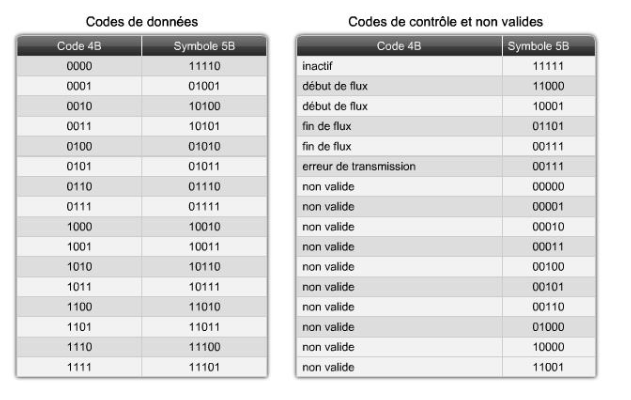 Codes de données
Code 4B Symbole 5B
0000 11110
0001 01001
0010 10100
0011 10101
0100 01010
0101 01011
0110 01110
0111 01111
1000 10010
1001 10011
1010 10110
1011 10111
1100 11010
1101 11011
1110 11100
1111 11101
Codes de contrôle et non valides
Code 4B Symbole 5B
inactif 11111
début de flux 11000
début de flux 10001
fin de flux 01101
fin de flux 00111
erreur de transmission 00111
non valide 00000
non valide 00001
non valide 00010
non valide 00011
non valide 00100
non valide 00101
non valide 00110
non valide 01000
non valide 10000
non valide 11001